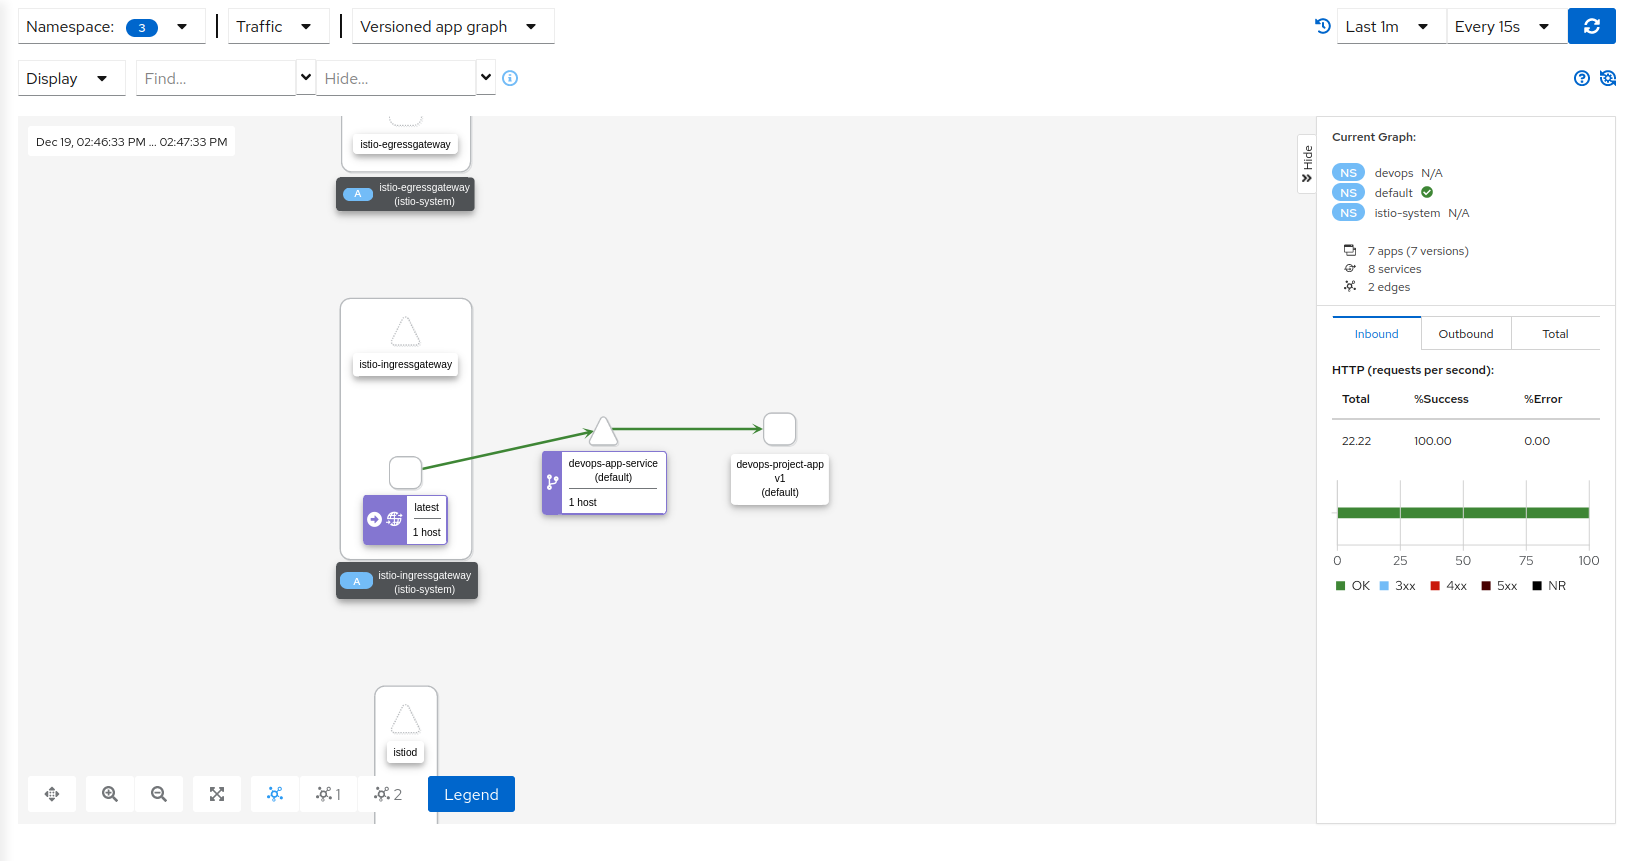 Namespace: 3
Traffic
Versioned app graph
Last 1m
Every 15s
Display
Find...
Hide...
Dec 19, 02:46:33 PM ... 02:47:33 PM
istio-egressgateway
A
istio-egressgateway
(istio-system)
istio-ingressgateway
latest
1 host
A
istio-ingressgateway
(istio-system)
devops-app-service
(default)
1 host
devops-project-app
v1
(default)
istiod
1
2
Legend
Hide
Current Graph:
NS devops N/A
NS default
NS istio-system N/A
7 apps (7 versions)
8 services
2 edges
Inbound
Outbound
Total
HTTP (requests per second):
Total %Success %Error
22.22 100.00 0.00
0 25 50 75 100
OK 3xx 4xx 5xx NR